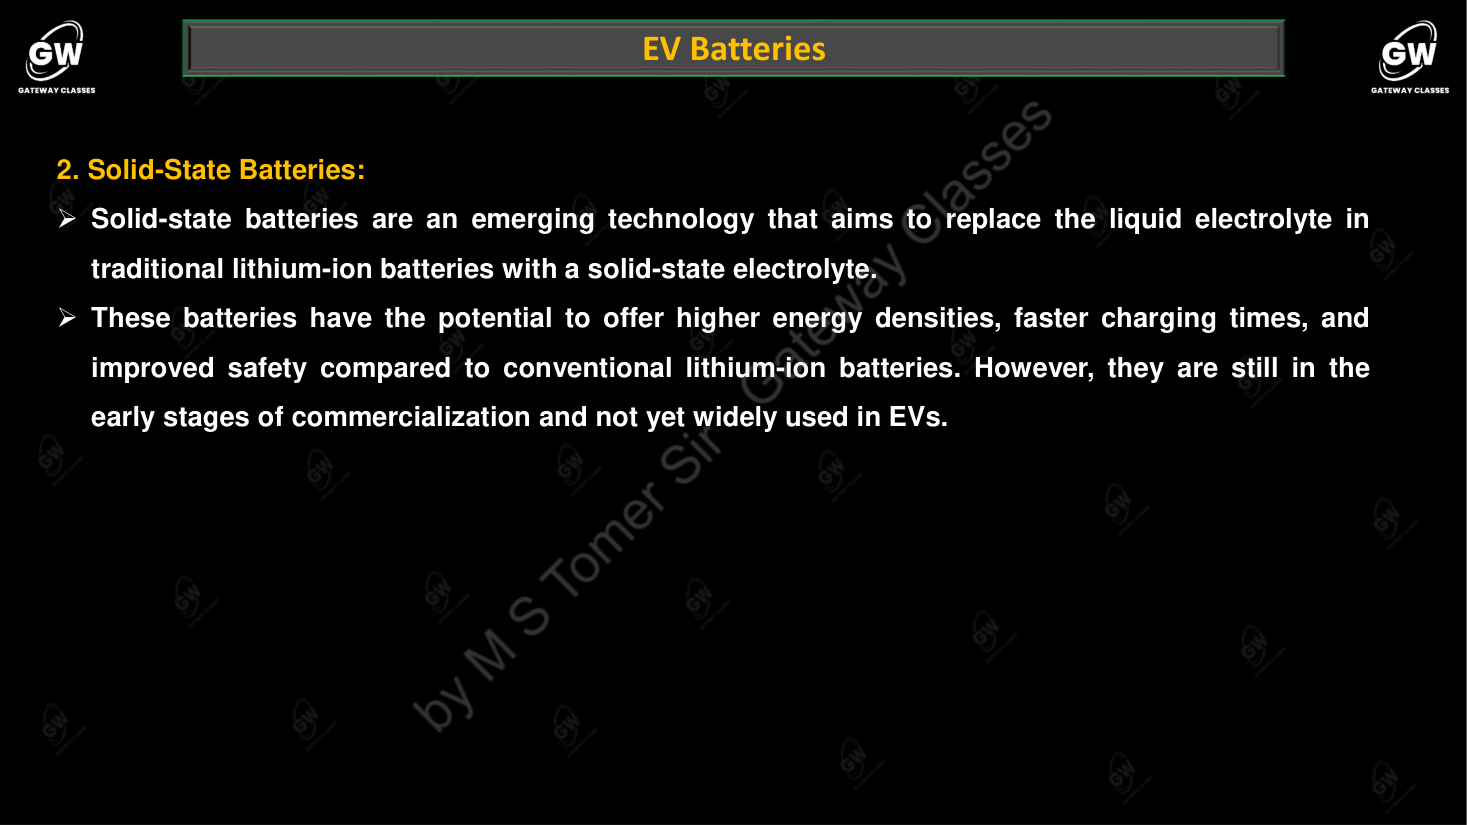 GW
GATEWAY CLASSES
EV Batteries
GW
GATEWAY CLASSES
2. Solid-State Batteries:
➢ Solid-state batteries are an emerging technology that aims to replace the liquid electrolyte in
traditional lithium-ion batteries with a solid-state electrolyte.
➢ These batteries have the potential to offer higher energy densities, faster charging times, and
improved safety compared to conventional lithium-ion batteries. However, they are still in the
early stages of commercialization and not yet widely used in EVs.
by M S Tomer Sir Gateway Classes